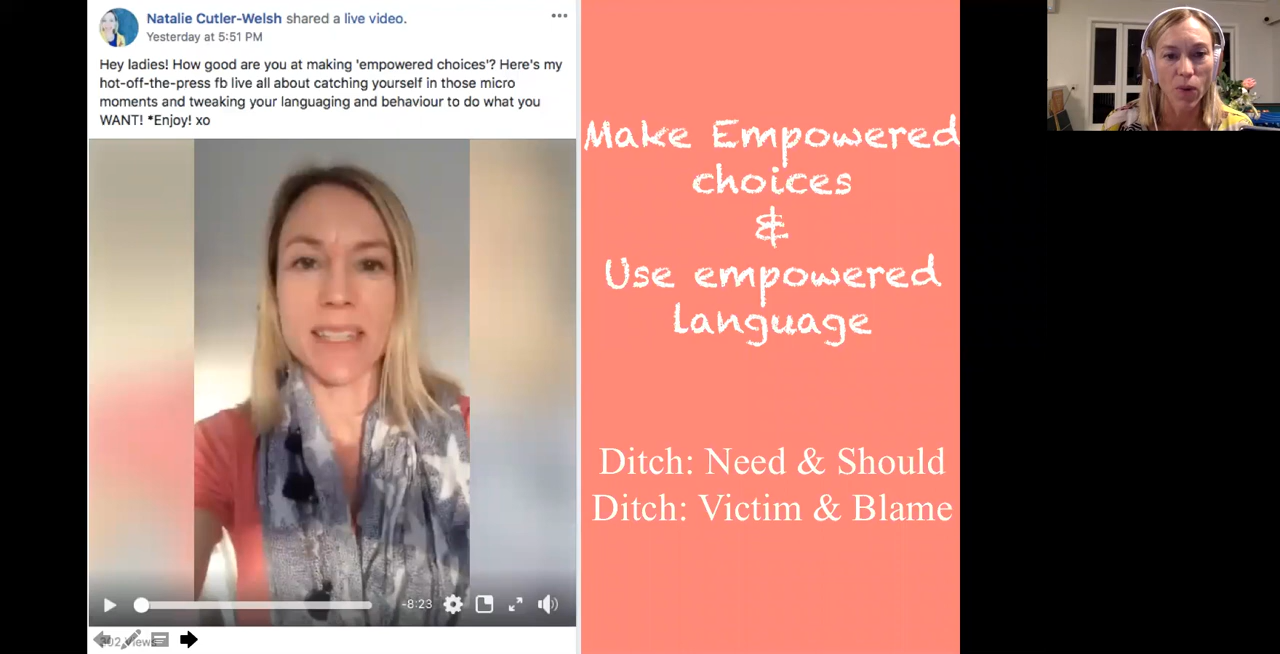 Natalie Cutler-Welsh shared a live video.
Yesterday at 5:51 PM
Hey ladies! How good are you at making 'empowered choices'? Here's my
hot-off-the-press fb live all about catching yourself in those micro
moments and tweaking your languaging and behaviour to do what you
WANT! *Enjoy! xo
-8:23
302 Views
Make Empowered
choices
&
Use empowered
language
Ditch: Need & Should
Ditch: Victim & Blame